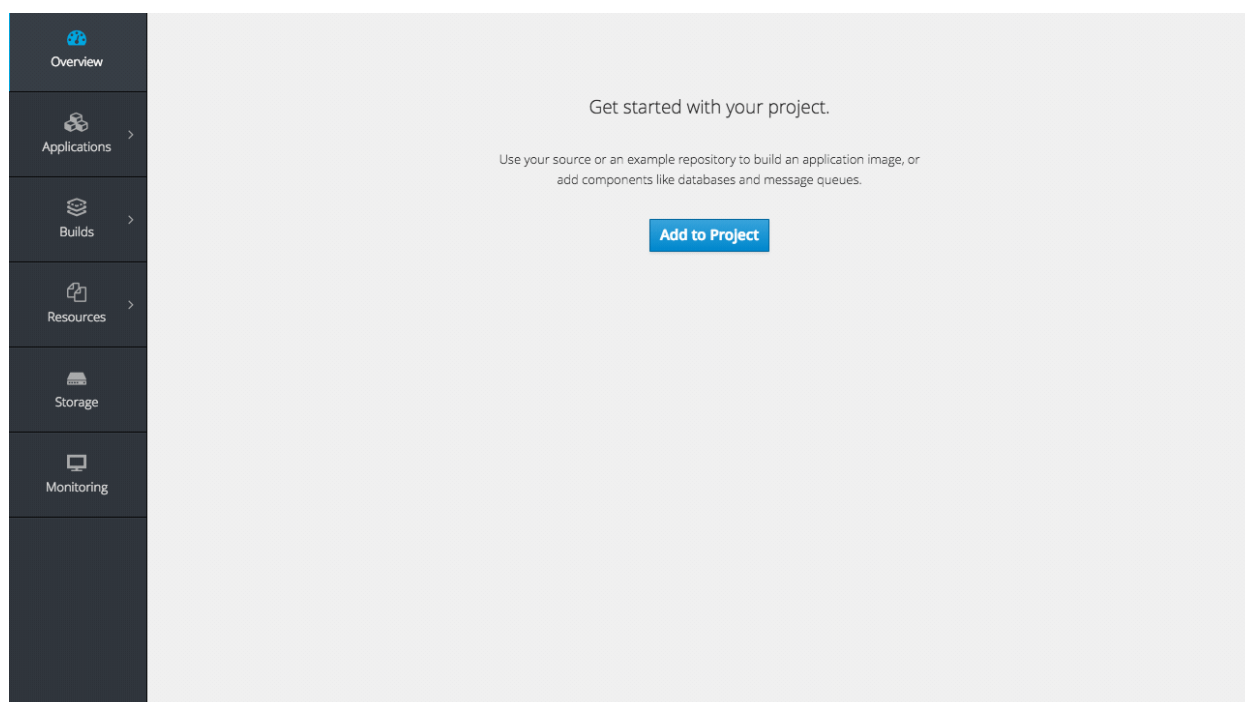 Overview
Applications
Builds
Resources
Storage
Monitoring
Get started with your project.
Use your source or an example repository to build an application image, or
add components like databases and message queues.
Add to Project